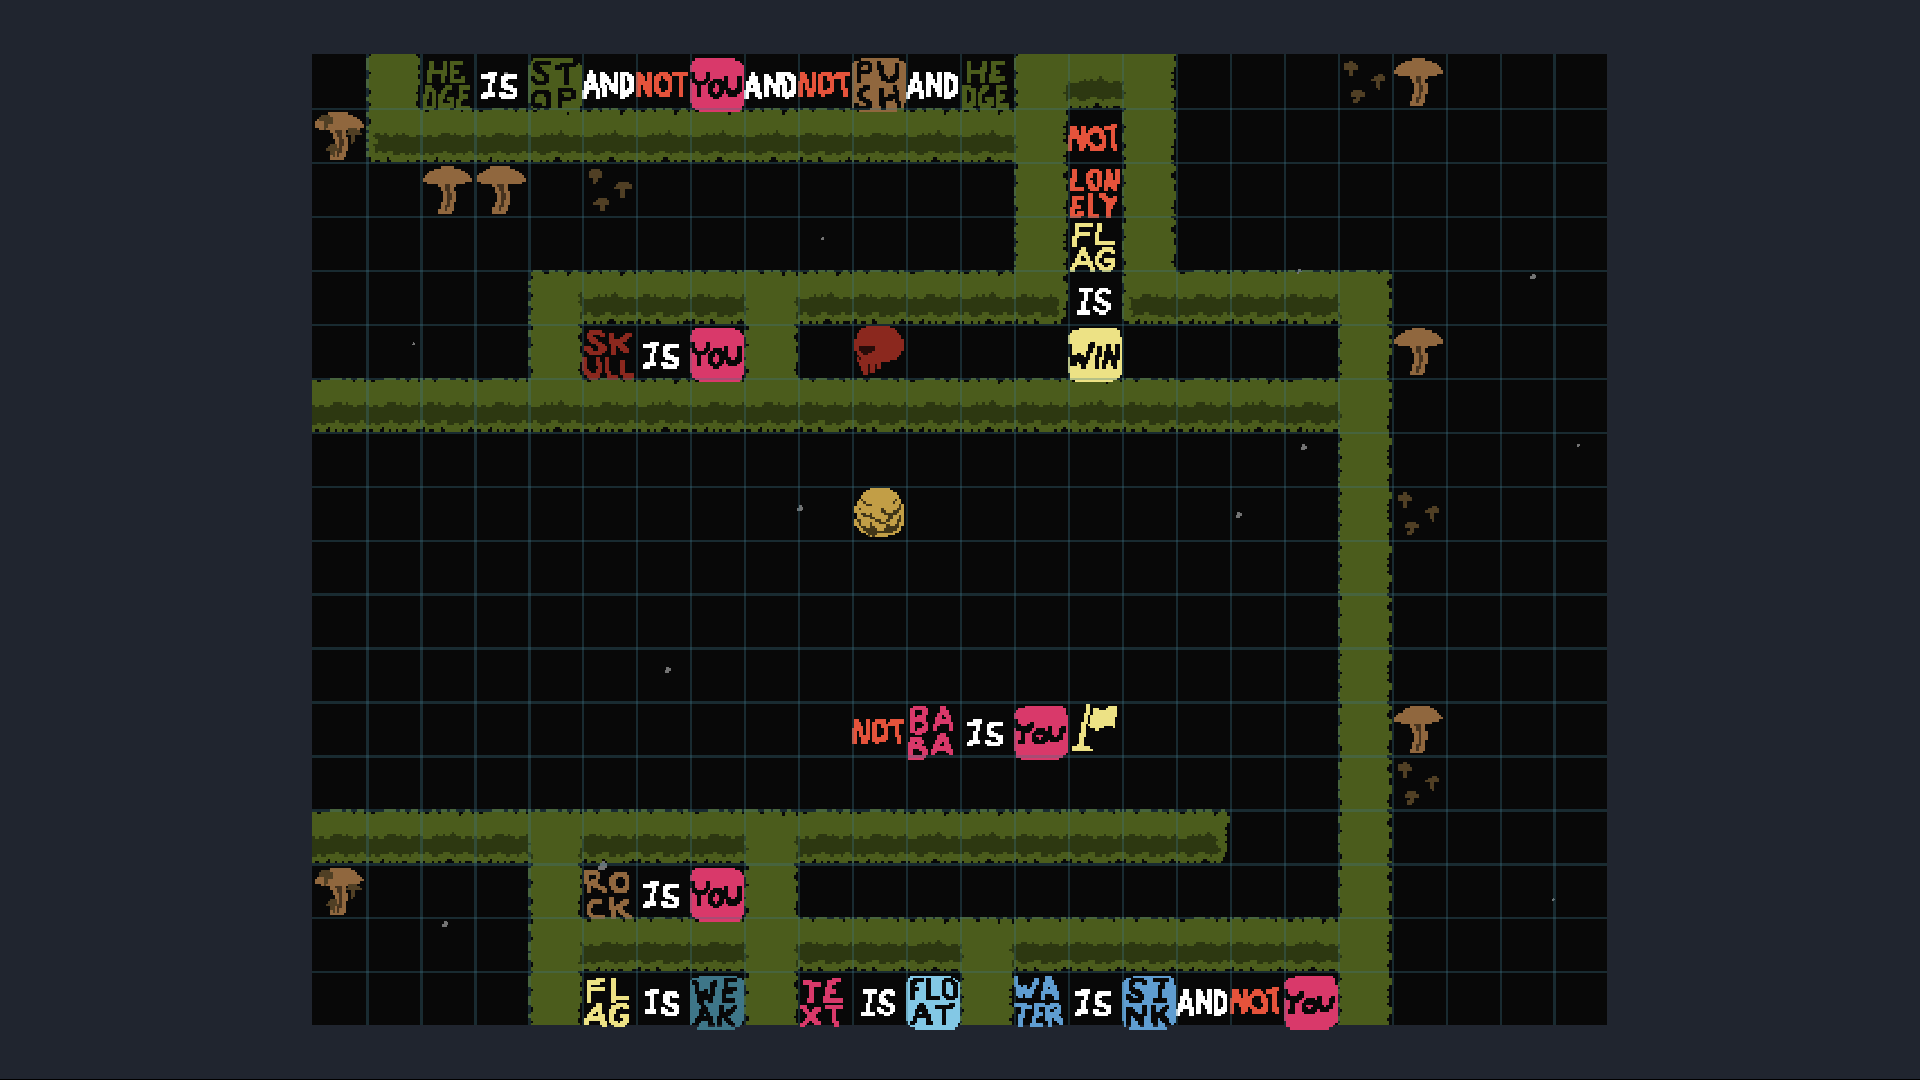 HEDGE IS STOP AND NOT YOU AND NOT PUSH AND HEDGE
NOT
LONELY
FLAG
IS
SKULL IS YOU
WIN
NOT BABA IS YOU
ROCK IS YOU
FLAG IS WEAK
TEXT IS FLOAT
WATER IS SINK AND NOT YOU